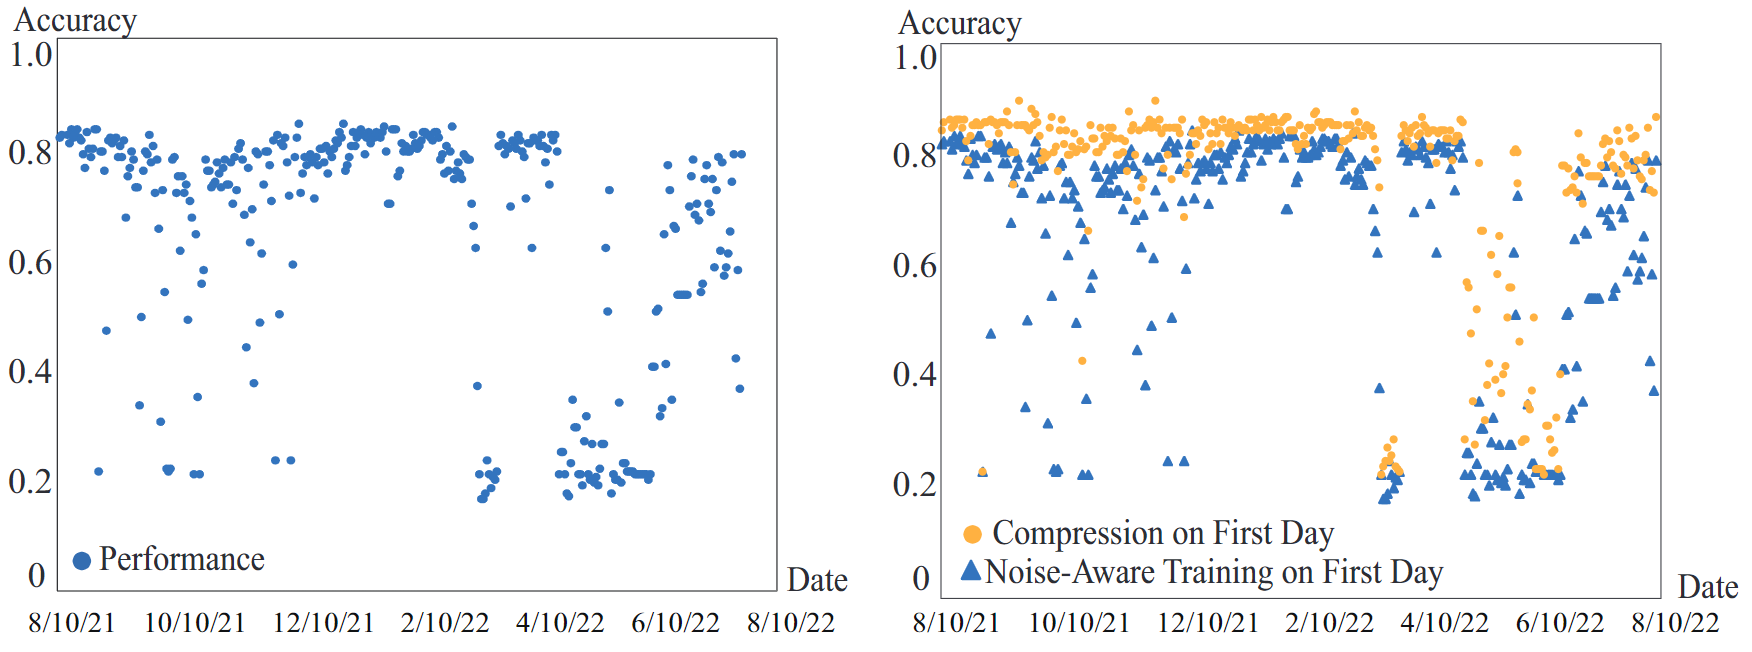 Accuracy
1.0
0.8
0.6
0.4
0.2
0
Performance
Date
8/10/21 10/10/21 12/10/21 2/10/22 4/10/22 6/10/22 8/10/22
Accuracy
1.0
0.8
0.6
0.4
0.2
0
Compression on First Day
Noise-Aware Training on First Day
Date
8/10/21 10/10/21 12/10/21 2/10/22 4/10/22 6/10/22 8/10/22